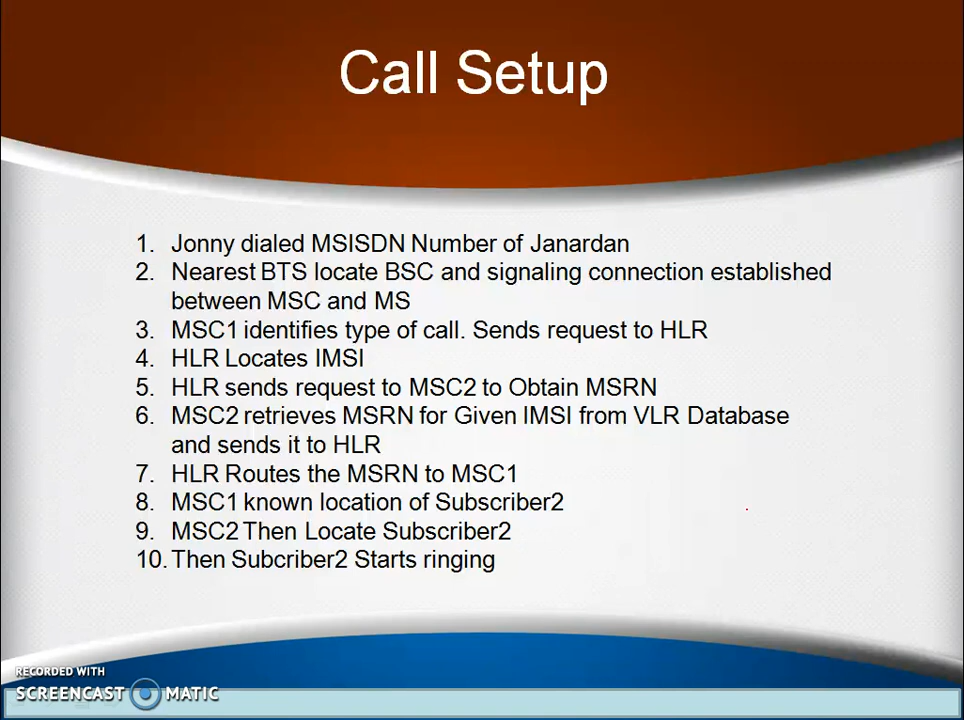 Call Setup
1. Jonny dialed MSISDN Number of Janardan
2. Nearest BTS locate BSC and signaling connection established
between MSC and MS
3. MSC1 identifies type of call. Sends request to HLR
4. HLR Locates IMSI
5. HLR sends request to MSC2 to Obtain MSRN
6. MSC2 retrieves MSRN for Given IMSI from VLR Database
and sends it to HLR
7. HLR Routes the MSRN to MSC1
8. MSC1 known location of Subscriber2
9. MSC2 Then Locate Subscriber2
10. Then Subcriber2 Starts ringing
RECORDED WITH
SCREENCAST MATIC